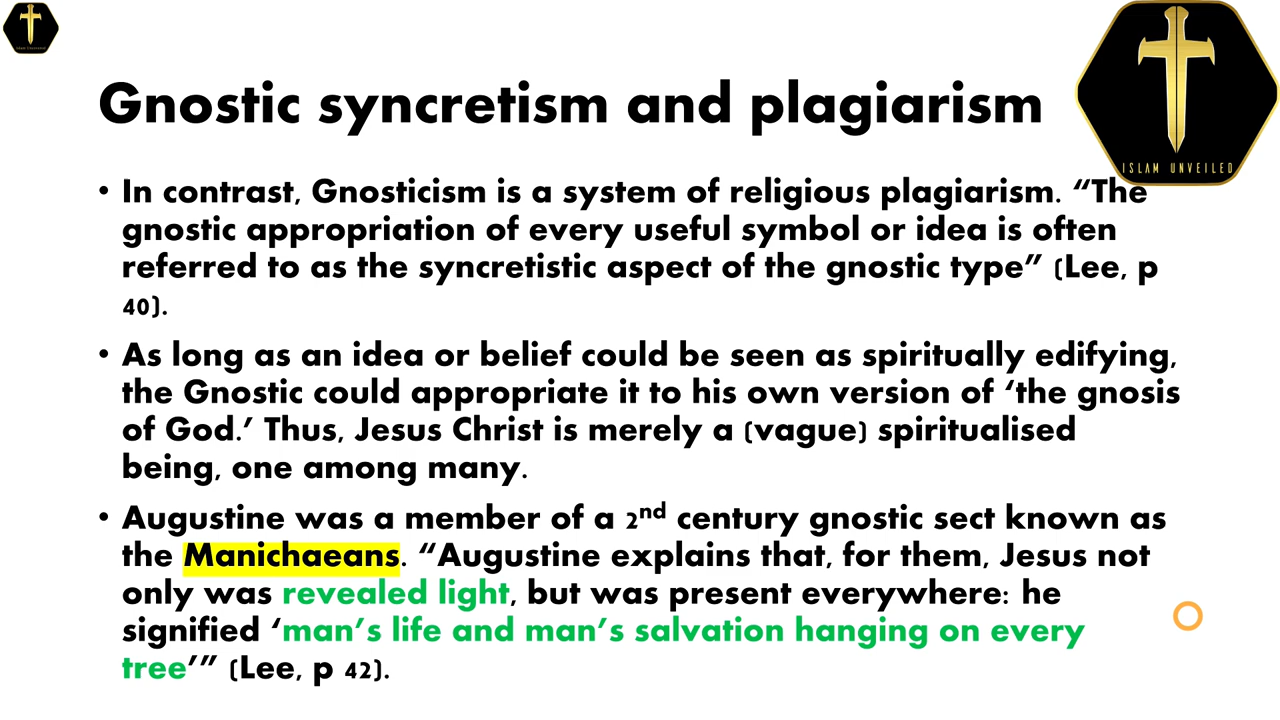 Gnostic syncretism and plagiarism
ISLAM UNVEILED
• In contrast, Gnosticism is a system of religious plagiarism. “The
gnostic appropriation of every useful symbol or idea is often
referred to as the syncretistic aspect of the gnostic type” (Lee, p
40).
• As long as an idea or belief could be seen as spiritually edifying,
the Gnostic could appropriate it to his own version of ‘the gnosis
of God.’ Thus, Jesus Christ is merely a (vague) spiritualised
being, one among many.
• Augustine was a member of a 2nd century gnostic sect known as
the Manichaeans. “Augustine explains that, for them, Jesus not
only was revealed light, but was present everywhere: he
signified ‘man’s life and man’s salvation hanging on every
tree’” (Lee, p 42).